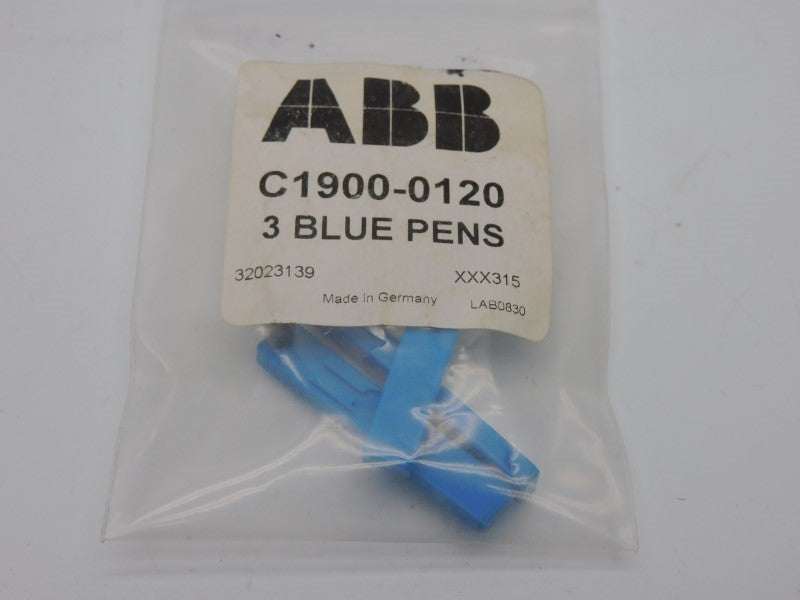 ABB
C1900-0120
3 BLUE PENS
32023139 XXX315
Made In Germany LAB0830